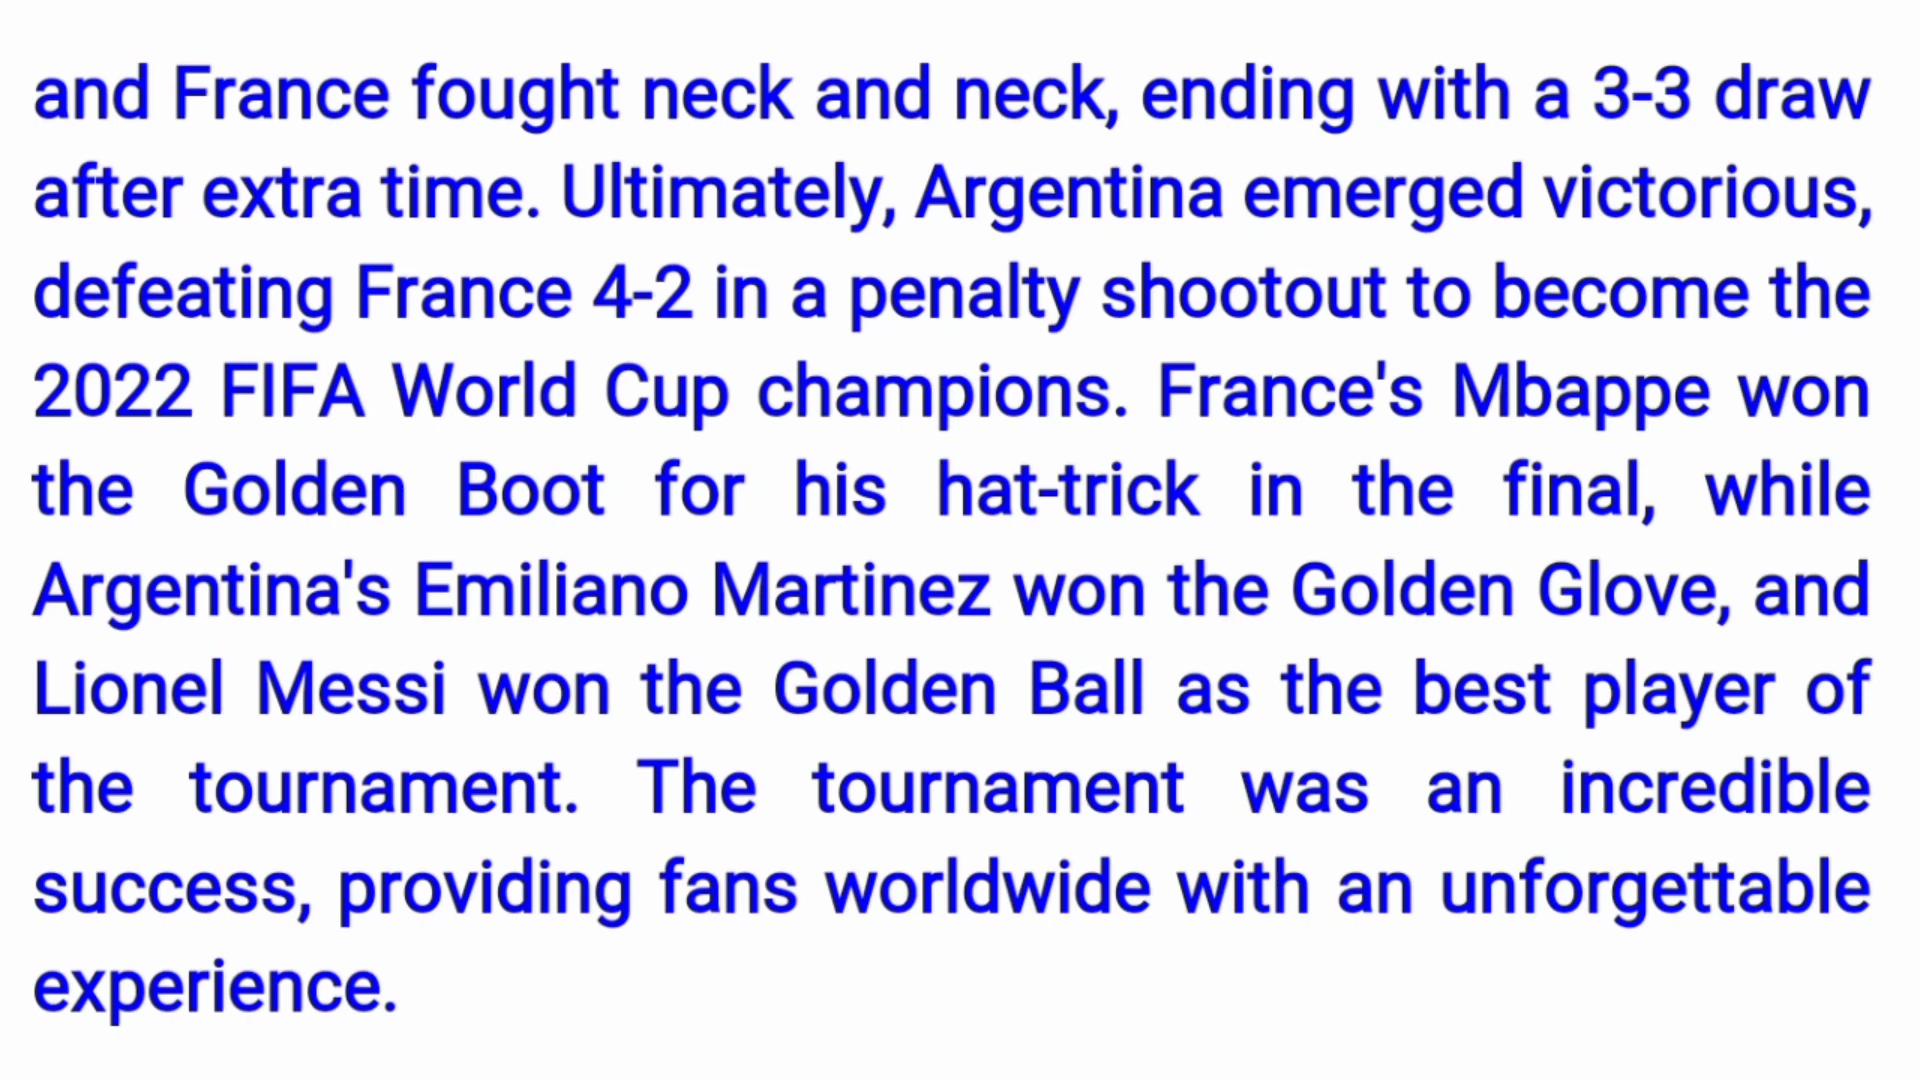 and France fought neck and neck, ending with a 3-3 draw
after extra time. Ultimately, Argentina emerged victorious,
defeating France 4-2 in a penalty shootout to become the
2022 FIFA World Cup champions. France's Mbappe won
the Golden Boot for his hat-trick in the final, while
Argentina's Emiliano Martinez won the Golden Glove, and
Lionel Messi won the Golden Ball as the best player of
the tournament. The tournament was an incredible
success, providing fans worldwide with an unforgettable
experience.